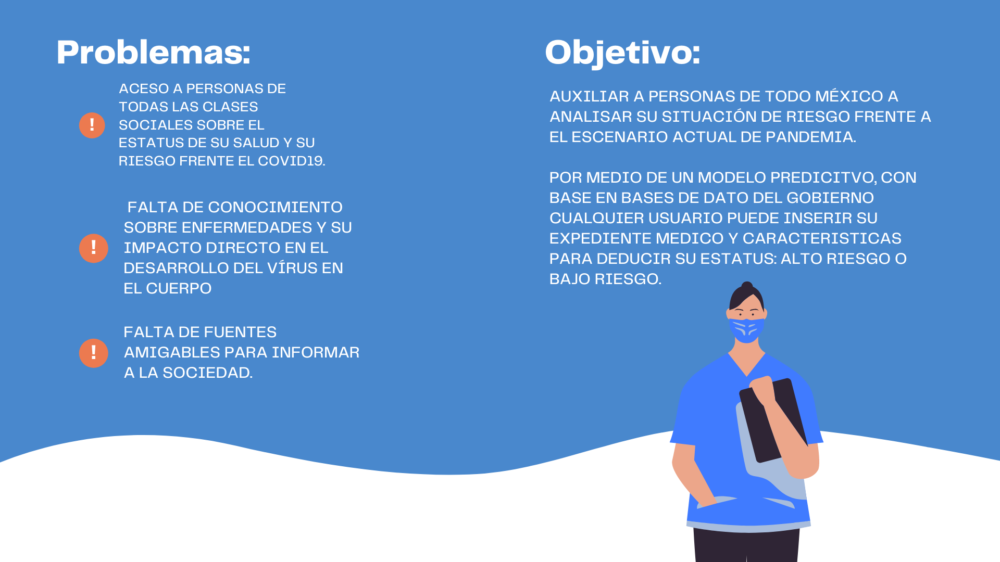 Problemas:
ACESO A PERSONAS DE
TODAS LAS CLASES
SOCIALES SOBRE EL
ESTATUS DE SU SALUD Y SU
RIESGO FRENTE EL COVID19.
!
FALTA DE CONOCIMIENTO
SOBRE ENFERMEDADES Y SU
IMPACTO DIRECTO EN EL
DESARROLLO DEL VÍRUS EN
EL CUERPO
!
FALTA DE FUENTES
AMIGABLES PARA INFORMAR
A LA SOCIEDAD.
!
Objetivo:
AUXILIAR A PERSONAS DE TODO MÉXICO A
ANALISAR SU SITUACIÓN DE RIESGO FRENTE A
EL ESCENARIO ACTUAL DE PANDEMIA.
POR MEDIO DE UN MODELO PREDICITVO, CON
BASE EN BASES DE DATO DEL GOBIERNO
CUALQUIER USUARIO PUEDE INSERIR SU
EXPEDIENTE MEDICO Y CARACTERISTICAS
PARA DEDUCIR SU ESTATUS: ALTO RIESGO O
BAJO RIESGO.